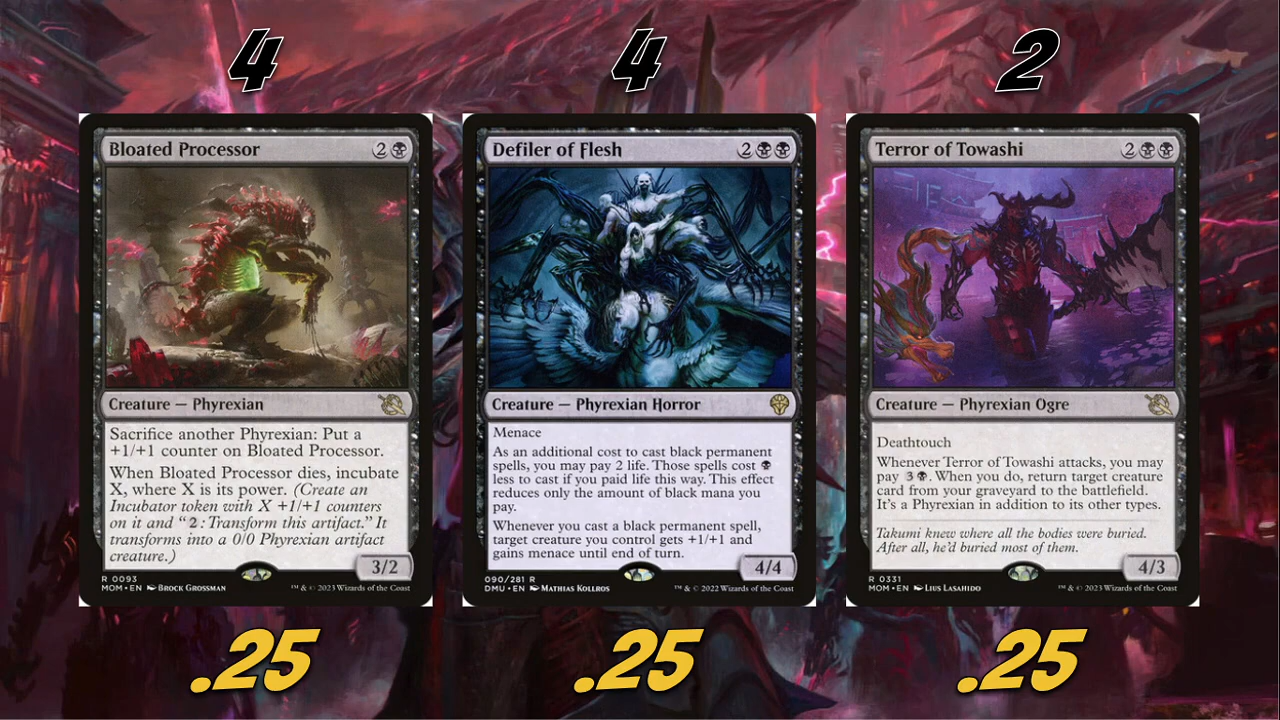 4
4
2
Bloated Processor 2
Creature — Phyrexian
Sacrifice another Phyrexian: Put a
+1/+1 counter on Bloated Processor.
When Bloated Processor dies, incubate
X, where X is its power. (Create an
Incubator token with X +1/+1 counters
on it and “2: Transform this artifact.” It
transforms into a 0/0 Phyrexian artifact
creature.)
3/2
R 0093
MOM • EN BROCK GROSSMAN
™ & © 2023 Wizards of the Coast
.25
Defiler of Flesh 2
Creature — Phyrexian Horror
Menace
As an additional cost to cast black permanent
spells, you may pay 2 life. Those spells cost
less to cast if you paid life this way. This effect
reduces only the amount of black mana you
pay.
Whenever you cast a black permanent spell,
target creature you control gets +1/+1 and
gains menace until end of turn.
4/4
090/281 R
DMU • EN MATHIAS KOLLROS
™ & © 2022 Wizards of the Coast
.25
Terror of Towashi 2
Creature — Phyrexian Ogre
Deathtouch
Whenever Terror of Towashi attacks, you may
pay 3. When you do, return target creature
card from your graveyard to the battlefield.
It’s a Phyrexian in addition to its other types.
Takumi knew where all the bodies were buried.
After all, he’d buried most of them.
4/3
R 0331
MOM • EN LIUS LASAHIDO
™ & © 2023 Wizards of the Coast
.25